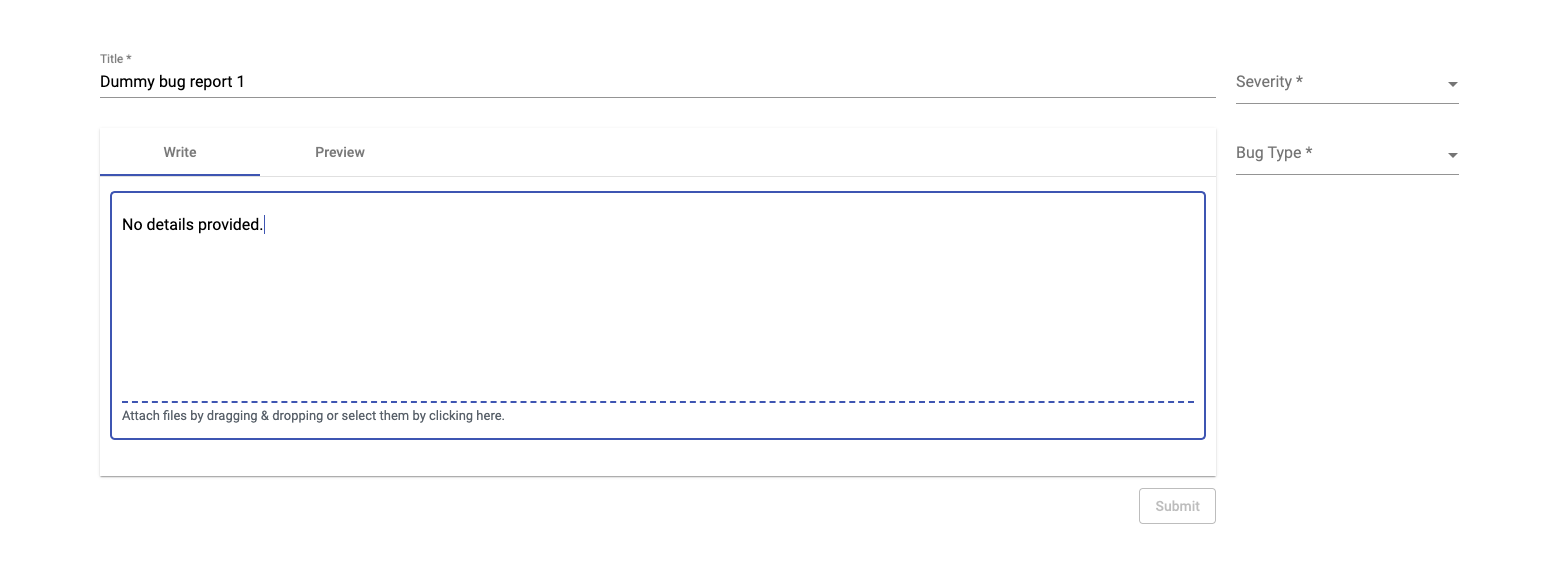 Title *
Dummy bug report 1
Severity *
Write
Preview
Bug Type *
No details provided.
Attach files by dragging & dropping or select them by clicking here.
Submit